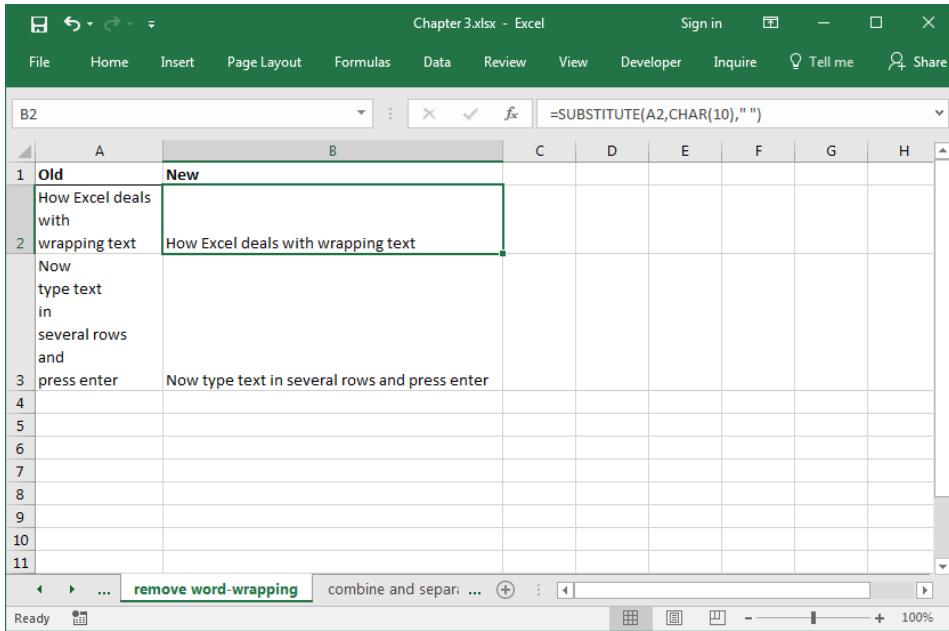 Chapter 3.xlsx - Excel Sign in
File Home Insert Page Layout Formulas Data Review View Developer Inquire Tell me Share
B2 fx =SUBSTITUTE(A2,CHAR(10)," ")
A B C D E F G H
1 Old New
How Excel deals
with
2 wrapping text How Excel deals with wrapping text
Now
type text
in
several rows
and
3 press enter Now type text in several rows and press enter
4
5
6
7
8
9
10
11
... remove word-wrapping combine and separa ...
Ready 100%